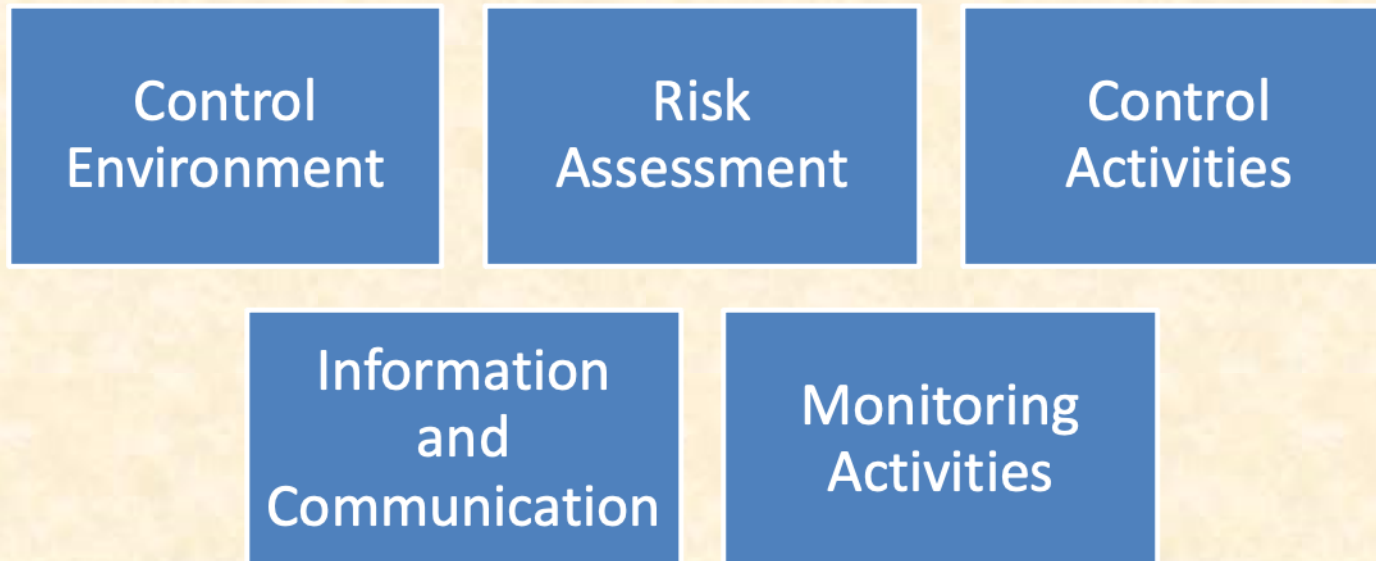 Control
Environment
Risk
Assessment
Control
Activities
Information
and
Communication
Monitoring
Activities